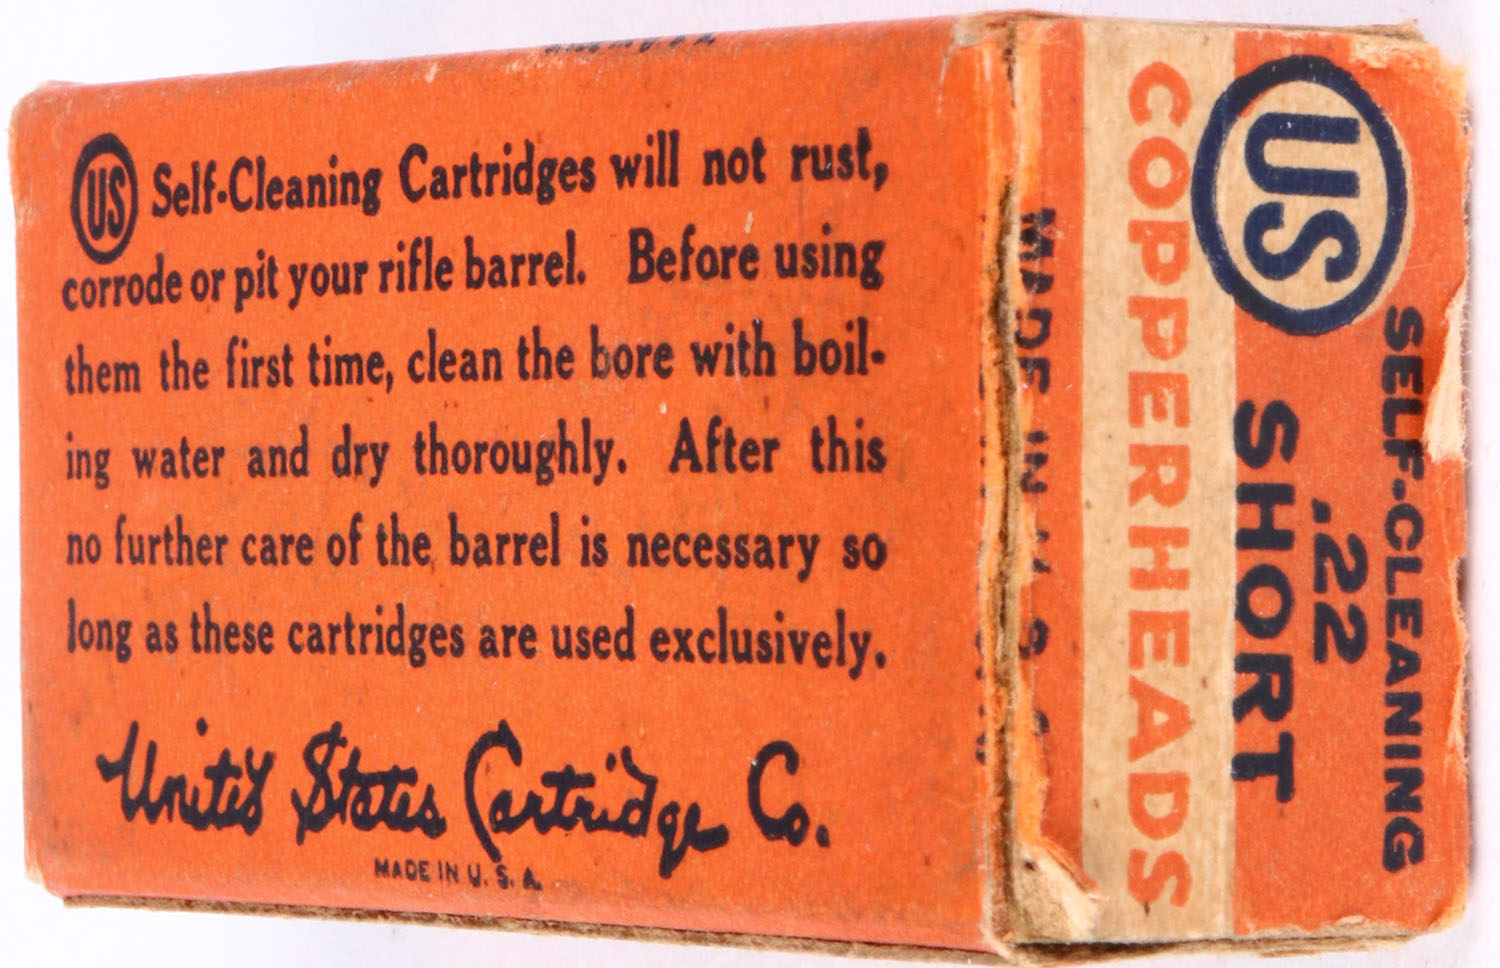 US Self-Cleaning Cartridges will not rust,
corrode or pit your rifle barrel. Before using
them the first time, clean the bore with boil-
ing water and dry thoroughly. After this
no further care of the barrel is necessary so
long as these cartridges are used exclusively.
United States Cartridge Co.
MADE IN U. S. A.
US
SELF-CLEANING
.22
SHORT
COPPERHEADS
MADE IN